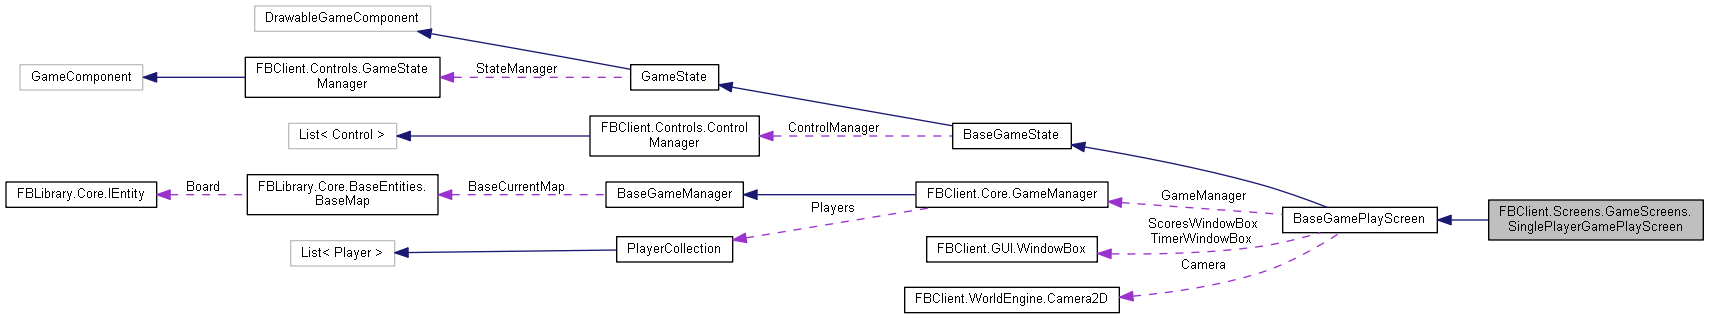 DrawableGameComponent
GameComponent
FBClient.Controls.GameState
Manager
StateManager
GameState
List< Control >
FBClient.Controls.Control
Manager
ControlManager
BaseGameState
FBLibrary.Core.IEntity
Board
FBLibrary.Core.BaseEntities.
BaseMap
BaseCurrentMap
BaseGameManager
FBClient.Core.GameManager
GameManager
Players
List< Player >
PlayerCollection
ScoresWindowBox
TimerWindowBox
FBClient.GUI.WindowBox
Camera
FBClient.WorldEngine.Camera2D
BaseGamePlayScreen
FBClient.Screens.GameScreens.
SinglePlayerGamePlayScreen